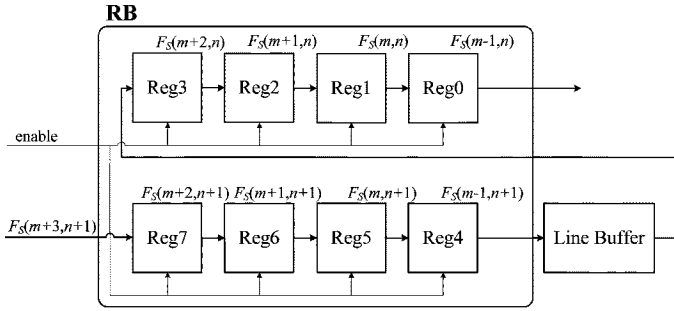 RB
F_S(m+2,n) F_S(m+1,n) F_S(m,n) F_S(m-1,n)
Reg3 Reg2 Reg1 Reg0
enable
F_S(m+2,n+1) F_S(m+1,n+1) F_S(m,n+1) F_S(m-1,n+1)
F_S(m+3,n+1)
Reg7 Reg6 Reg5 Reg4 Line Buffer